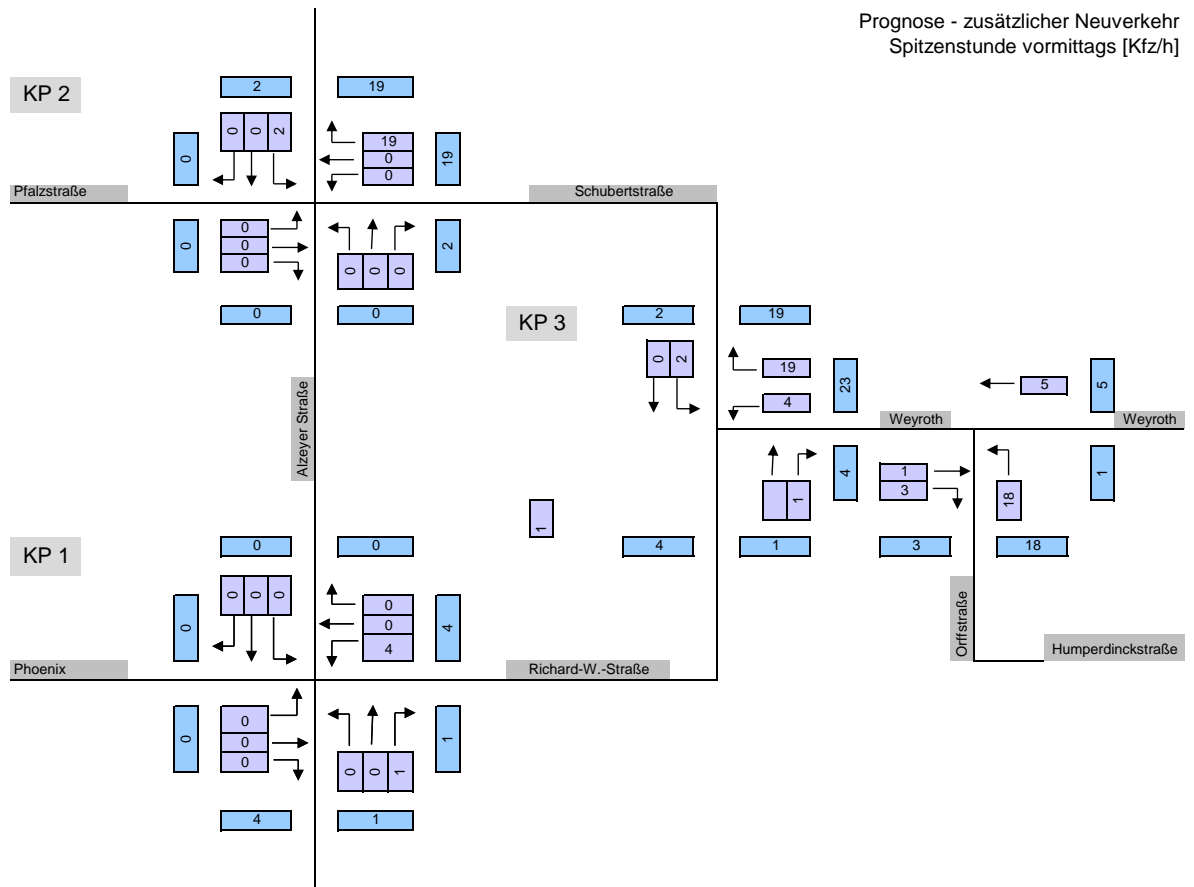 Prognose - zusätzlicher Neuverkehr
Spitzenstunde vormittags [Kfz/h]
KP 2
2
19
0
0 0 2
19
0
0
19
Pfalzstraße
Schubertstraße
0
0
0
0
0 0 0
2
0
0
KP 3
2
19
0 2
19
4
23
5
5
Alzeyer Straße
Weyroth
Weyroth
1
4
1
3
18
1
1
KP 1
0
0
4
1
3
18
0
0 0 0
0
0
4
4
Orffstraße
Humperdinckstraße
Phoenix
Richard-W.-Straße
0
0
0
0
0 0 1
1
4
1